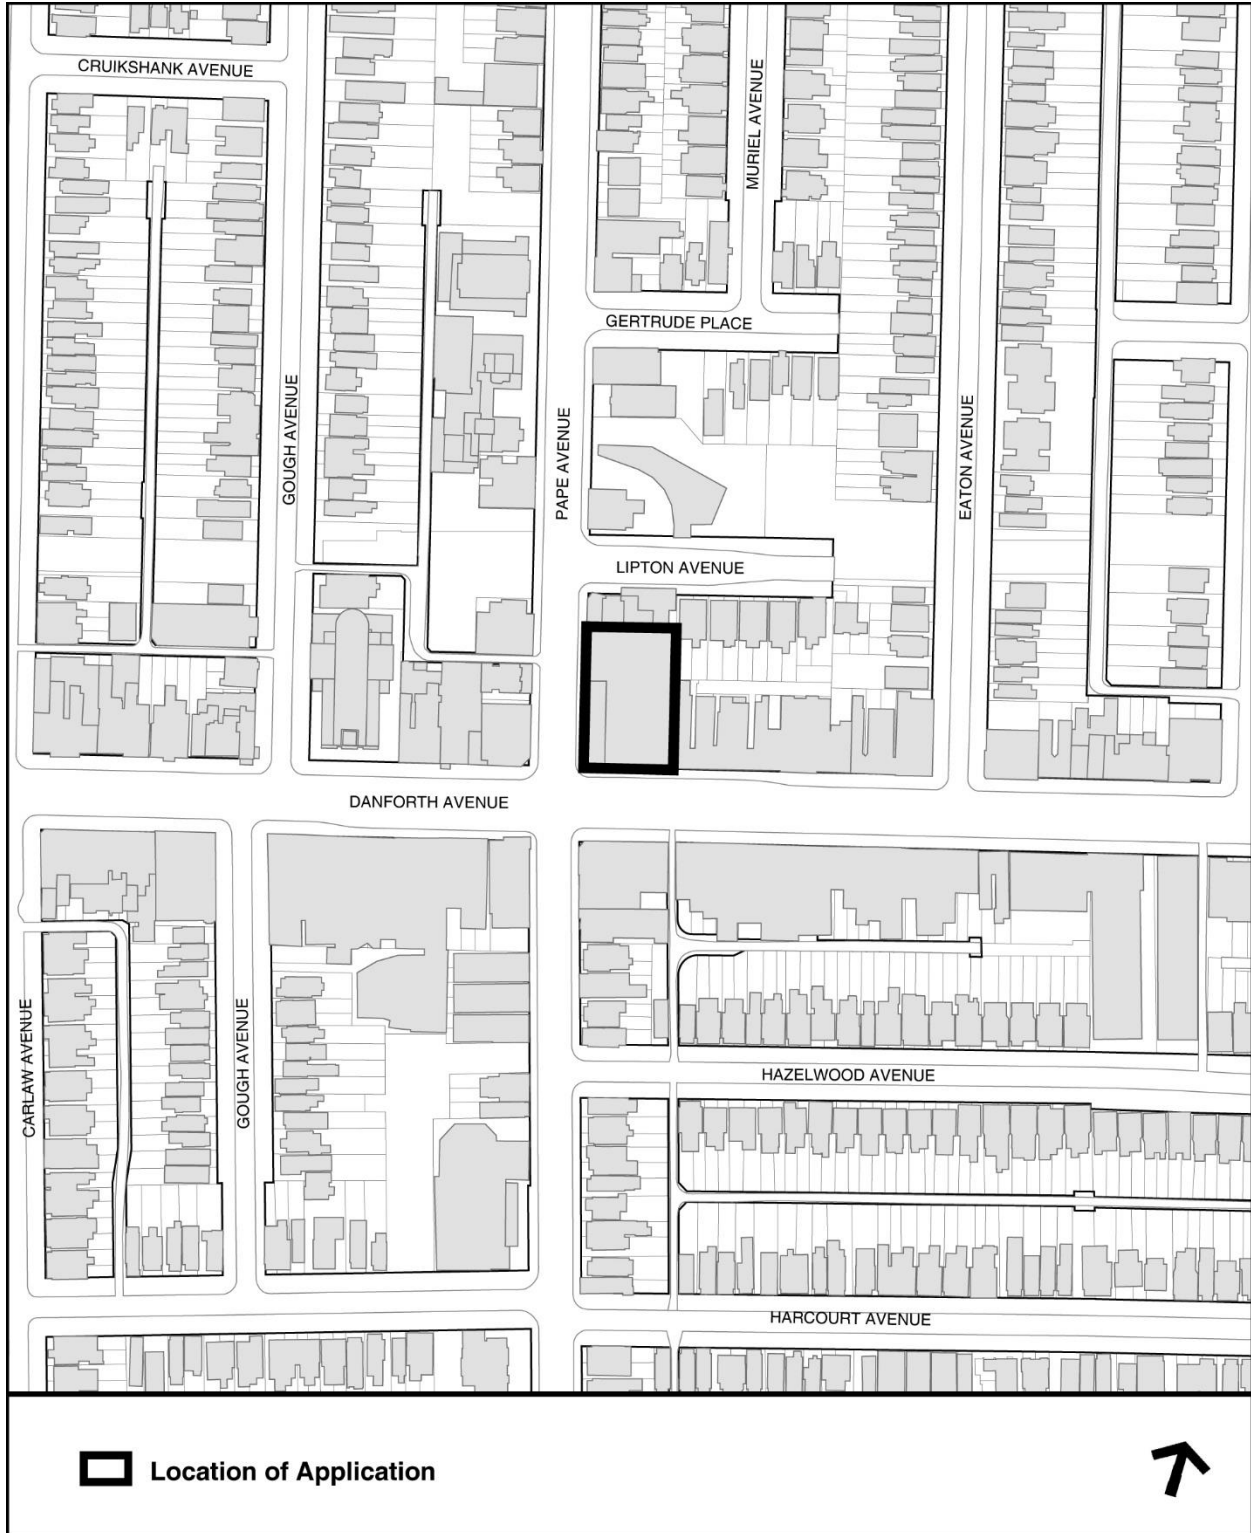 CRUIKSHANK AVENUE
MURIEL AVENUE
GERTRUDE PLACE
GOUGH AVENUE
PAPE AVENUE
EATON AVENUE
LIPTON AVENUE
DANFORTH AVENUE
CARLAW AVENUE
GOUGH AVENUE
HAZELWOOD AVENUE
HARCOURT AVENUE
Location of Application